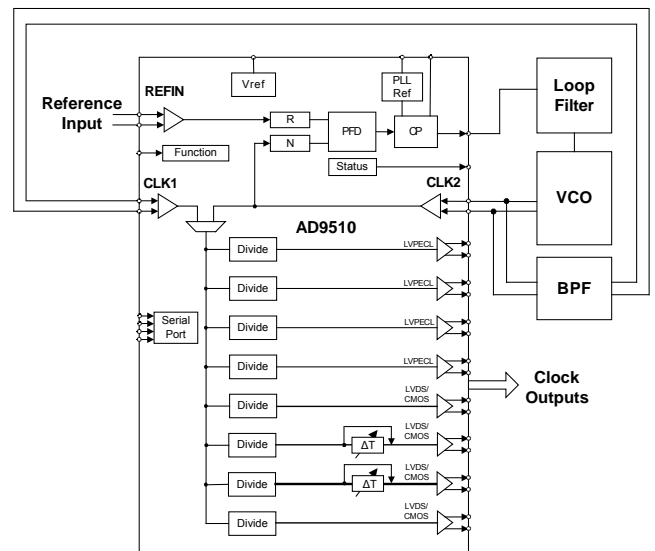 Vref
PLL
Ref
Loop
Filter
REFIN
Reference
Input
R
N
PFD
CP
Function
Status
CLK1
CLK2
VCO
AD9510
Divide
LVPECL
Divide
LVPECL
BPF
Divide
LVPECL
Serial
Port
Divide
LVPECL
Clock
Outputs
Divide
LVDS/
CMOS
Divide
ΔT
LVDS/
CMOS
Divide
ΔT
LVDS/
CMOS
Divide
LVDS/
CMOS